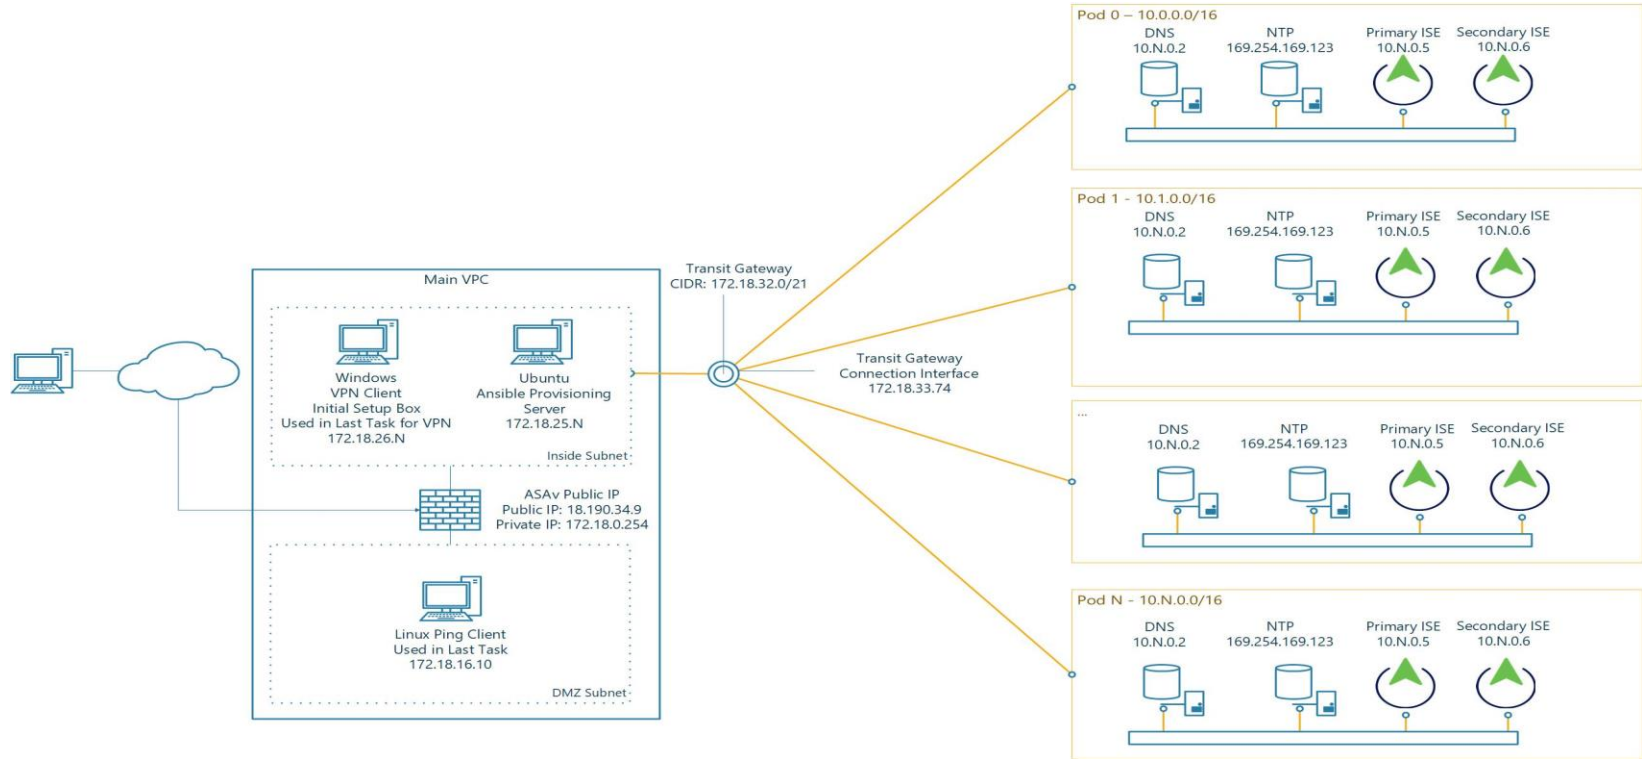 Pod 0 – 10.0.0.0/16
DNS
10.N.0.2
NTP
169.254.169.123
Primary ISE
10.N.0.5
Secondary ISE
10.N.0.6
Pod 1 - 10.1.0.0/16
DNS
10.N.0.2
NTP
169.254.169.123
Primary ISE
10.N.0.5
Secondary ISE
10.N.0.6
Transit Gateway
CIDR: 172.18.32.0/21
Main VPC
Windows
VPN Client
Initial Setup Box
Used in Last Task for VPN
172.18.26.N
Ubuntu
Ansible Provisioning
Server
172.18.25.N
Inside Subnet
Transit Gateway
Connection Interface
172.18.33.74
...
DNS
10.N.0.2
NTP
169.254.169.123
Primary ISE
10.N.0.5
Secondary ISE
10.N.0.6
ASAv Public IP
Public IP: 18.190.34.9
Private IP: 172.18.0.254
Linux Ping Client
Used in Last Task
172.18.16.10
DMZ Subnet
Pod N - 10.N.0.0/16
DNS
10.N.0.2
NTP
169.254.169.123
Primary ISE
10.N.0.5
Secondary ISE
10.N.0.6